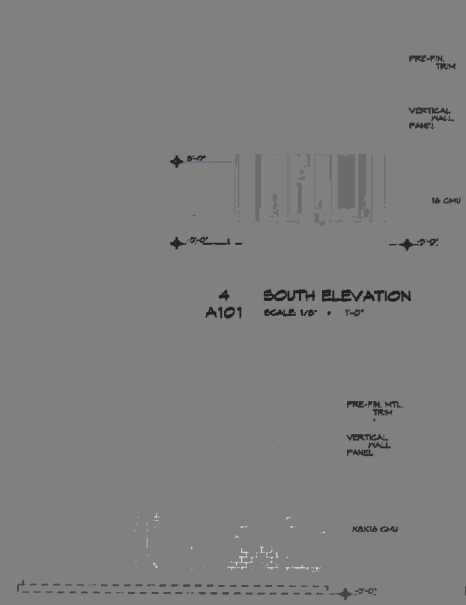 PRE-FIN.
TRIM
VERTICAL
WALL
PANEL
8'-0"
16 CMU
-0'-0"
-0'-0"
4 SOUTH ELEVATION
A101 SCALE 1/8" = 1'-0"
PRE-FIN. MTL.
TRIM
VERTICAL
WALL
PANEL
X8X16 CMU
-0'-0"